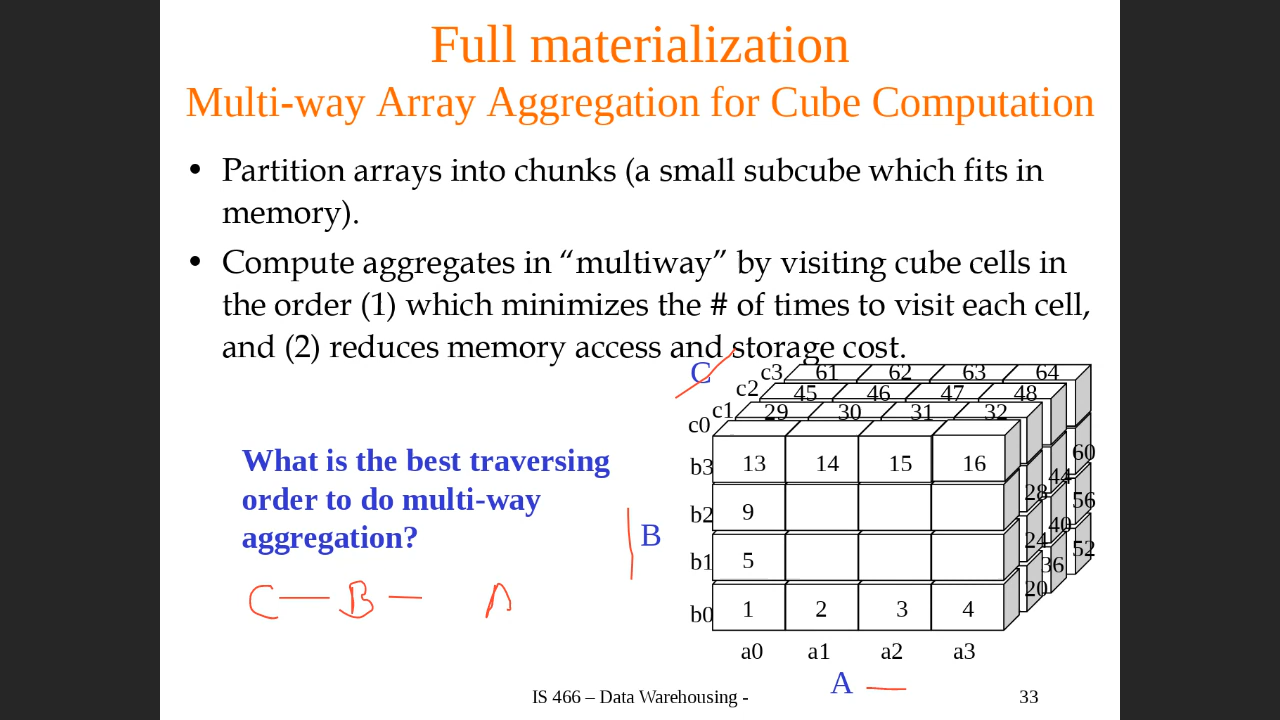 Full materialization
Multi-way Array Aggregation for Cube Computation
• Partition arrays into chunks (a small subcube which fits in
memory).
• Compute aggregates in “multiway” by visiting cube cells in
the order (1) which minimizes the # of times to visit each cell,
and (2) reduces memory access and storage cost.
C c3 61 62 63 64
c2 45 46 47 48
c1 29 30 31 32
c0
What is the best traversing
order to do multi-way
aggregation?
B
b3 13 14 15 16
60
44
28
b2 9
56
40
24
b1 5
52
36
20
b0 1 2 3 4
C — B — A
a0 a1 a2 a3
A
IS 466 – Data Warehousing - 33